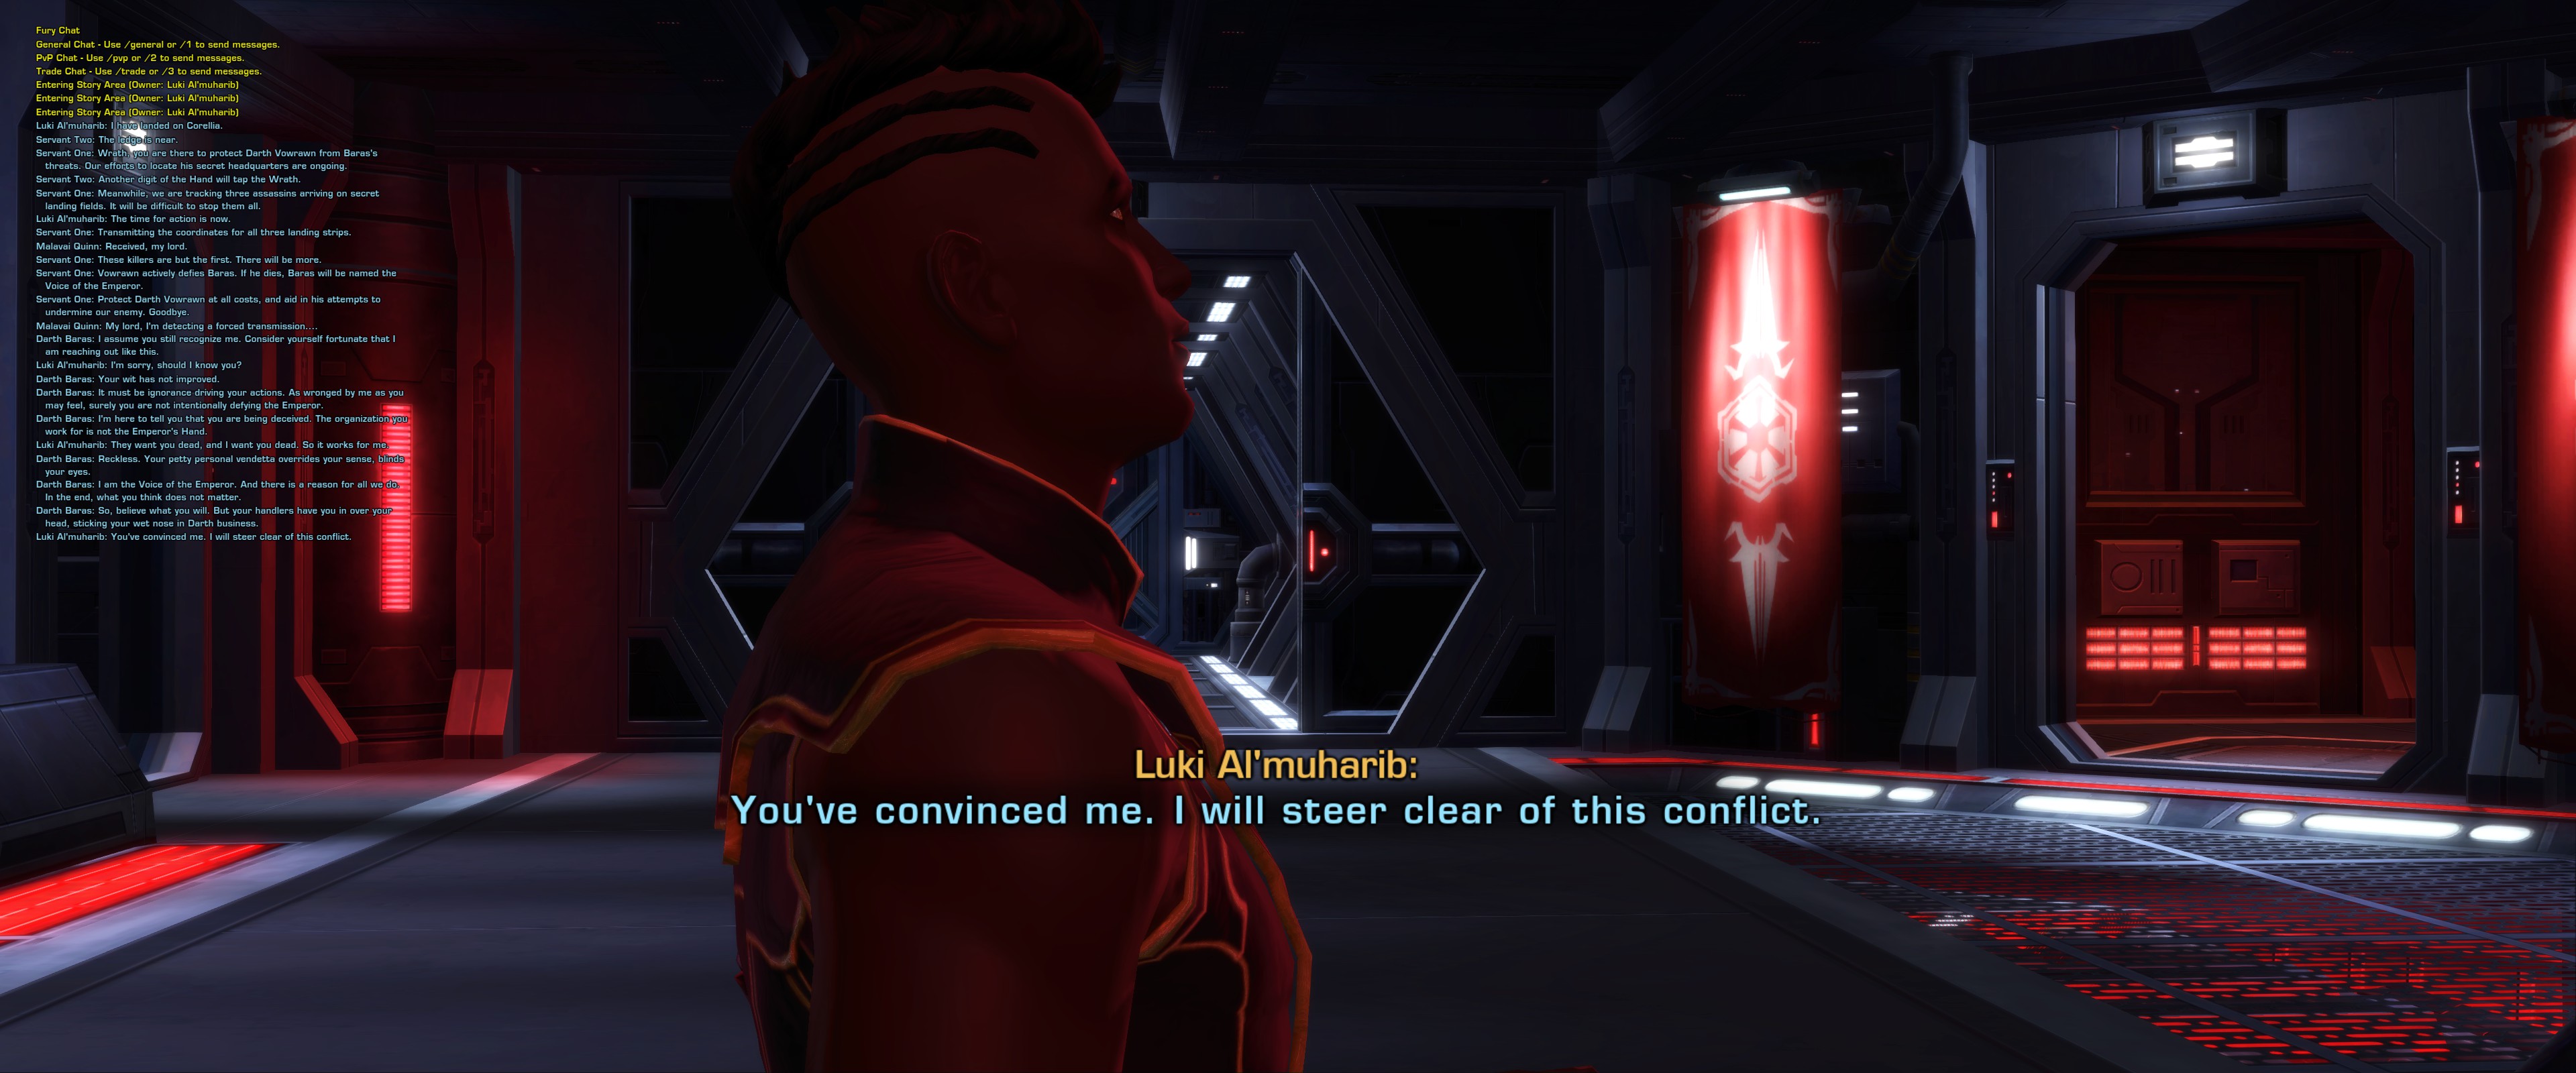 Fury Chat
General Chat - Use /general or /1 to send messages.
PvP Chat - Use /pvp or /2 to send messages.
Trade Chat - Use /trade or /3 to send messages.
Entering Story Area (Owner: Luki Al'muharib)
Entering Story Area (Owner: Luki Al'muharib)
Entering Story Area (Owner: Luki Al'muharib)
Luki Al'muharib: I have landed on Corellia.
Servant Two: The ledge is near.
Servant One: Wrath, you are there to protect Darth Vowrawn from Baras's
threats. Our efforts to locate his secret headquarters are ongoing.
Servant Two: Another digit of the Hand will tap the Wrath.
Servant One: Meanwhile, we are tracking three assassins arriving on secret
landing fields. It will be difficult to stop them all.
Luki Al'muharib: The time for action is now.
Servant One: Transmitting the coordinates for all three landing strips.
Malavai Quinn: Received, my lord.
Servant One: These killers are but the first. There will be more.
Servant One: Vowrawn actively defies Baras. If he dies, Baras will be named the
Voice of the Emperor.
Servant One: Protect Darth Vowrawn at all costs, and aid in his attempts to
undermine our enemy. Goodbye.
Malavai Quinn: My lord, I'm detecting a forced transmission....
Darth Baras: I assume you still recognize me. Consider yourself fortunate that I
am reaching out like this.
Luki Al'muharib: I'm sorry, should I know you?
Darth Baras: Your wit has not improved.
Darth Baras: It must be ignorance driving your actions. As wronged by me as you
may feel, surely you are not intentionally defying the Emperor.
Darth Baras: I'm here to tell you that you are being deceived. The organization you
work for is not the Emperor's Hand.
Luki Al'muharib: They want you dead, and I want you dead. So it works for me.
Darth Baras: Reckless. Your petty personal vendetta overrides your sense, blinds
your eyes.
Darth Baras: I am the Voice of the Emperor. And there is a reason for all we do.
In the end, what you think does not matter.
Darth Baras: So, believe what you will. But your handlers have you in over your
head, sticking your wet nose in Darth business.
Luki Al'muharib: You've convinced me. I will steer clear of this conflict.
Luki Al'muharib:
You've convinced me. I will steer clear of this conflict.